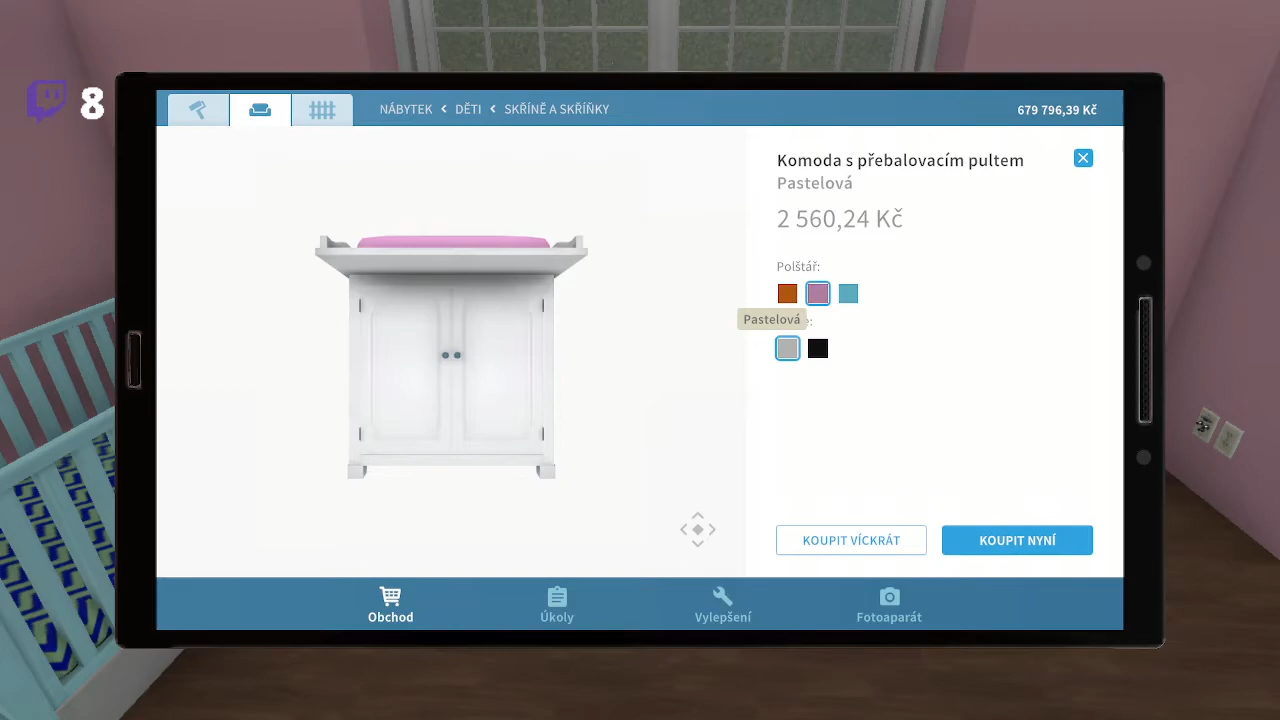 8
NÁBYTEK < DĚTI < SKŘÍNĚ A SKŘÍŇKY
679 796,39 Kč
Komoda s přebalovacím pultem
Pastelová
2 560,24 Kč
Polštář:
Pastelová
KOUPIT VÍCKRÁT
KOUPIT NYNÍ
Obchod
Úkoly
Vylepšení
Fotoaparát